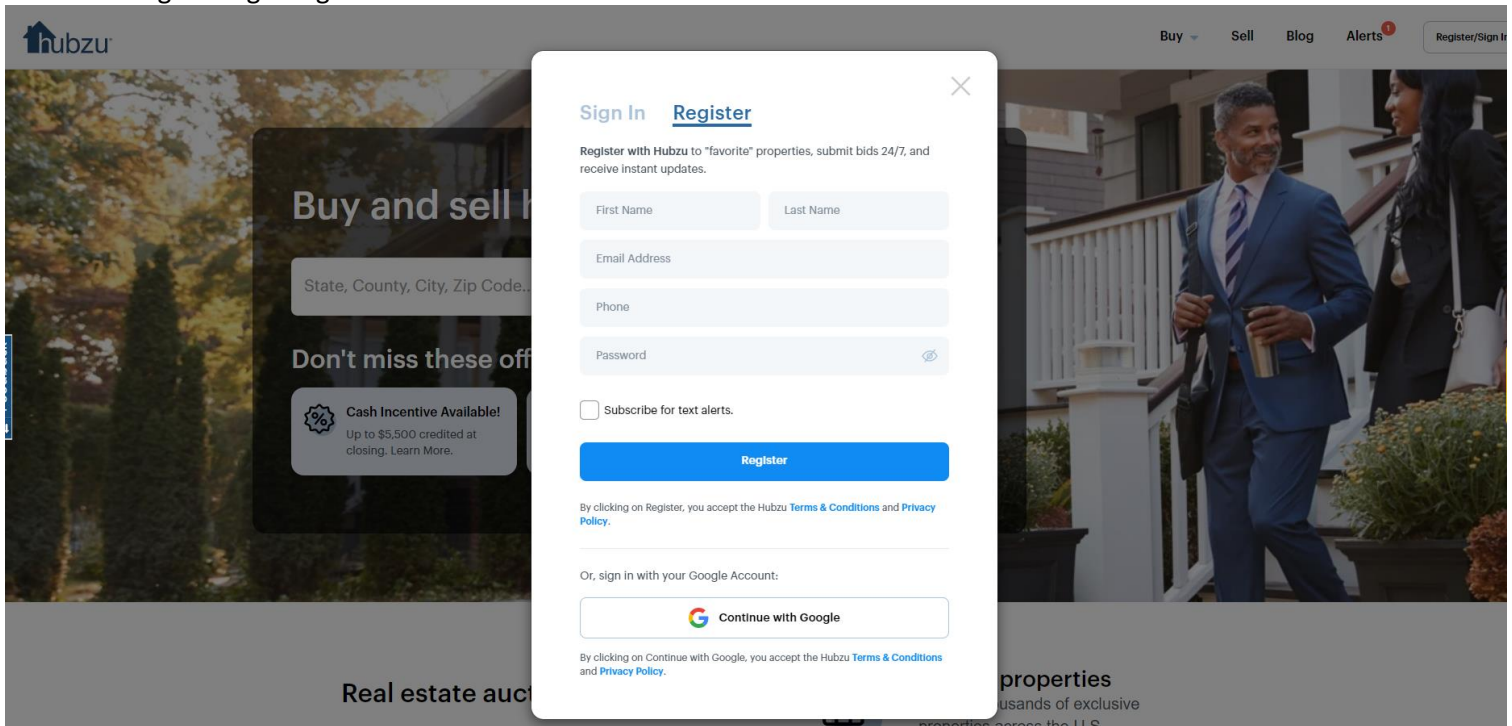 hubzu
Buy
Sell
Blog
Alerts
1
Register/Sign In
Sign In
Register
Register with Hubzu to "favorite" properties, submit bids 24/7, and
receive instant updates.
First Name
Last Name
Email Address
Phone
Password
Subscribe for text alerts.
Register
By clicking on Register, you accept the Hubzu Terms & Conditions and Privacy
Policy.
Or, sign in with your Google Account:
Continue with Google
By clicking on Continue with Google, you accept the Hubzu Terms & Conditions
and Privacy Policy.
Buy and sell
State, County, City, Zip Code..
Don't miss these off
Cash Incentive Available!
Up to $5,500 credited at
closing. Learn More.
Real estate auct
properties
usands of exclusive
properties across the U.S.